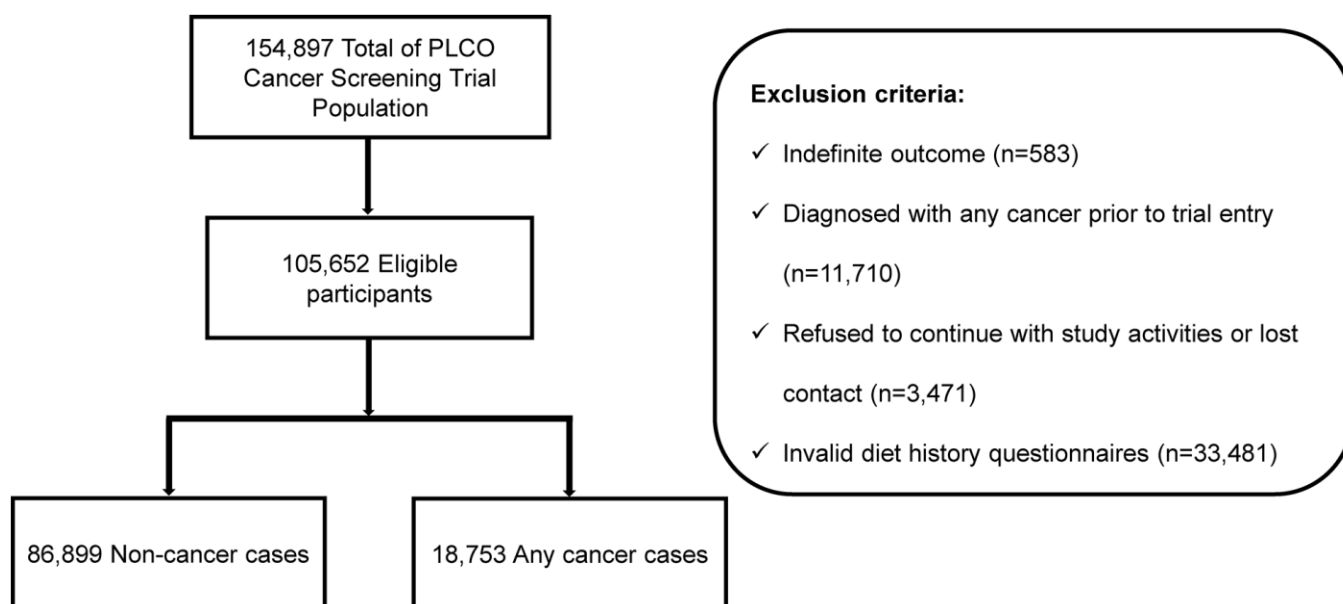 154,897 Total of PLCO
Cancer Screening Trial
Population
105,652 Eligible
participants
86,899 Non-cancer cases
18,753 Any cancer cases
Exclusion criteria:
✓ Indefinite outcome (n=583)
✓ Diagnosed with any cancer prior to trial entry
(n=11,710)
✓ Refused to continue with study activities or lost
contact (n=3,471)
✓ Invalid diet history questionnaires (n=33,481)